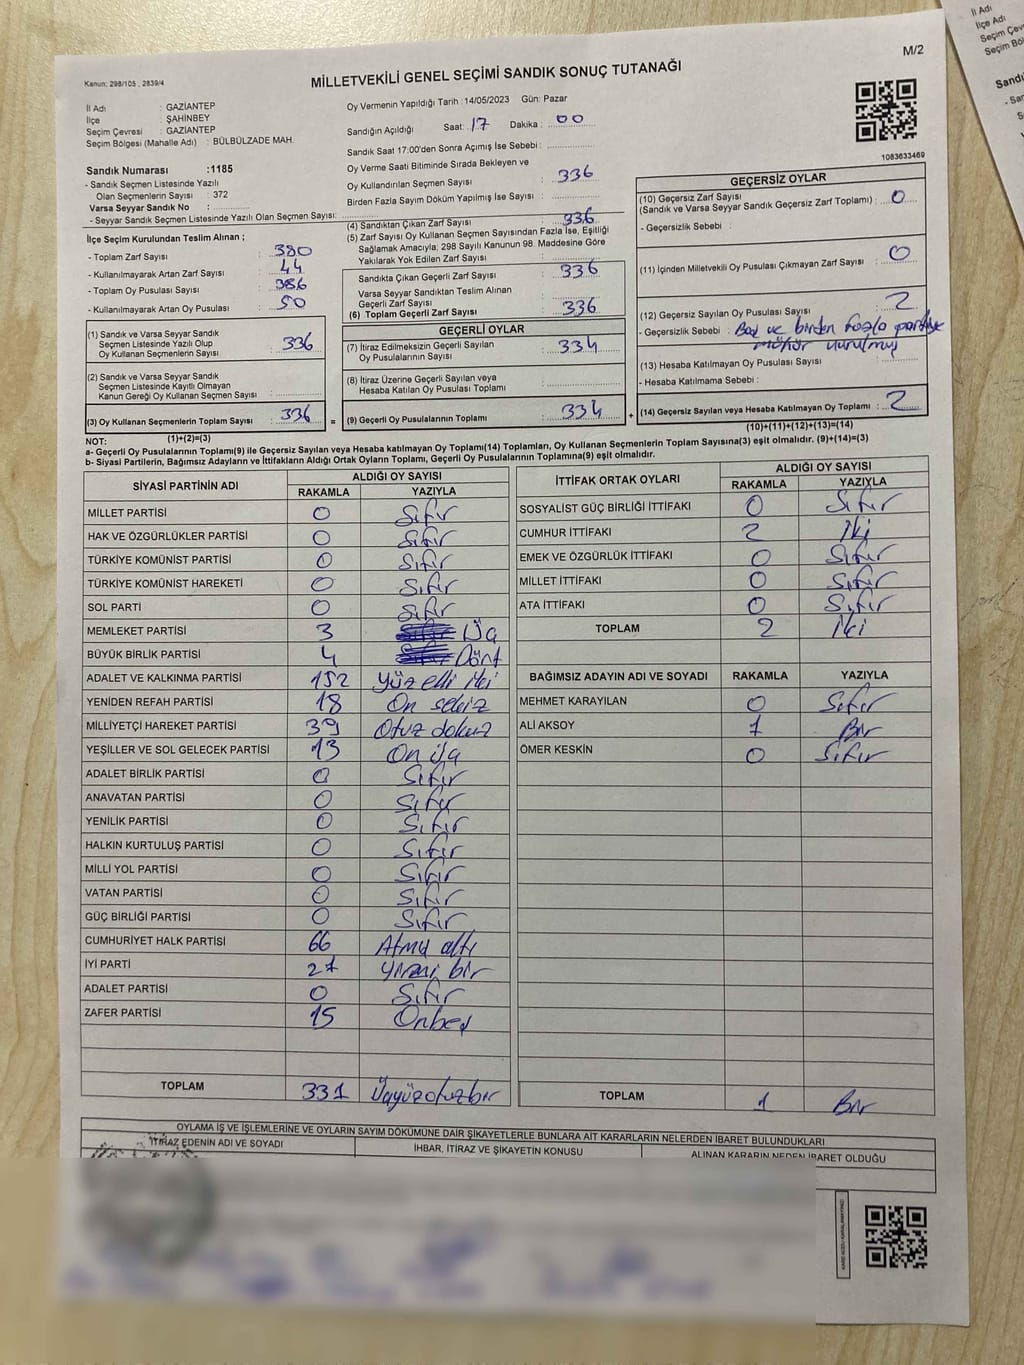 M/2
Kanun: 298/105 , 2839/4
MİLLETVEKİLİ GENEL SEÇİMİ SANDIK SONUÇ TUTANAĞI
İl Adı : GAZİANTEP
İlçe : ŞAHİNBEY
Seçim Çevresi : GAZİANTEP
Seçim Bölgesi (Mahalle Adı) : BÜLBÜLZADE MAH.
Sandık Numarası :1185
- Sandık Seçmen Listesinde Yazılı
Olan Seçmenlerin Sayısı : 372
Varsa Seyyar Sandık No :
- Seyyar Sandık Seçmen Listesinde Yazılı Olan Seçmen Sayısı:
İlçe Seçim Kurulundan Teslim Alınan ;
- Toplam Zarf Sayısı : 380
- Kullanılmayarak Artan Zarf Sayısı : 44
- Toplam Oy Pusulası Sayısı : 386
- Kullanılmayarak Artan Oy Pusulası : 50
(1) Sandık ve Varsa Seyyar Sandık
Seçmen Listesinde Yazılı Olup
Oy Kullanan Seçmenlerin Sayısı : 336
(2) Sandık ve Varsa Seyyar Sandık
Seçmen Listesinde Kayıtlı Olmayan
Kanun Gereği Oy Kullanan Seçmen Sayısı :
(3) Oy Kullanan Seçmenlerin Toplam Sayısı : 336
(1)+(2)=(3)
Oy Vermenin Yapıldığı Tarih :14/05/2023 Gün: Pazar
Sandığın Açıldığı Saat: 17 Dakika : 00
Sandık Saat 17:00'den Sonra Açımış İse Sebebi :
Oy Verme Saati Bitiminde Sırada Bekleyen ve
Oy Kullandırılan Seçmen Sayısı : 336
Birden Fazla Sayım Döküm Yapılmış İse Sayısı :
(4) Sandıktan Çıkan Zarf Sayısı : 336
(5) Zarf Sayısı Oy Kullanan Seçmen Sayısından Fazla İse, Eşitliği
Sağlamak Amacıyla; 298 Sayılı Kanunun 98. Maddesine Göre
Yakılarak Yok Edilen Zarf Sayısı :
Sandıkta Çıkan Geçerli Zarf Sayısı : 336
Varsa Seyyar Sandıktan Teslim Alınan
Geçerli Zarf Sayısı :
(6) Toplam Geçerli Zarf Sayısı : 336
GEÇERLİ OYLAR
(7) İtiraz Edilmeksizin Geçerli Sayılan
Oy Pusulalarının Sayısı : 334
(8) İtiraz Üzerine Geçerli Sayılan veya
Hesaba Katılan Oy Pusulası Toplamı :
= (9) Geçerli Oy Pusulalarının Toplamı : 334 +
1083633469
GEÇERSİZ OYLAR
(10) Geçersiz Zarf Sayısı
(Sandık ve Varsa Seyyar Sandık Geçersiz Zarf Toplamı) : 0
- Geçersizlik Sebebi :
(11) İçinden Milletvekili Oy Pusulası Çıkmayan Zarf Sayısı : 0
(12) Geçersiz Sayılan Oy Pusulası Sayısı : 2
- Geçersizlik Sebebi : Boş ve birden fazla partiye
mühür vurulmuş
(13) Hesaba Katılmayan Oy Pusulası Sayısı :
- Hesaba Katılmama Sebebi :
(14) Geçersiz Sayılan veya Hesaba Katılmayan Oy Toplamı : 2
(10)+(11)+(12)+(13)=(14)
NOT:
a- Geçerli Oy Pusulalarının Toplamı(9) ile Geçersiz Sayılan veya Hesaba katılmayan Oy Toplamı(14) Toplamları, Oy Kullanan Seçmenlerin Toplam Sayısına(3) eşit olmalıdır. (9)+(14)=(3)
b- Siyasi Partilerin, Bağımsız Adayların ve İttifakların Aldığı Ortak Oyların Toplamı, Geçerli Oy Pusulalarının Toplamına(9) eşit olmalıdır.
SİYASİ PARTİNİN ADI ALDIĞI OY SAYISI
RAKAMLA YAZIYLA
MİLLET PARTİSİ 0 Sıfır
HAK VE ÖZGÜRLÜKLER PARTİSİ 0 Sıfır
TÜRKİYE KOMÜNİST PARTİSİ 0 Sıfır
TÜRKİYE KOMÜNİST HAREKETİ 0 Sıfır
SOL PARTİ 0 Sıfır
MEMLEKET PARTİSİ 3 Üç
BÜYÜK BİRLİK PARTİSİ 4 Dört
ADALET VE KALKINMA PARTİSİ 152 Yüz elli iki
YENİDEN REFAH PARTİSİ 18 On sekiz
MİLLİYETÇİ HAREKET PARTİSİ 39 Otuz dokuz
YEŞİLLER VE SOL GELECEK PARTİSİ 13 On üç
ADALET BİRLİK PARTİSİ 0 Sıfır
ANAVATAN PARTİSİ 0 Sıfır
YENİLİK PARTİSİ 0 Sıfır
HALKIN KURTULUŞ PARTİSİ 0 Sıfır
MİLLİ YOL PARTİSİ 0 Sıfır
VATAN PARTİSİ 0 Sıfır
GÜÇ BİRLİĞİ PARTİSİ 0 Sıfır
CUMHURİYET HALK PARTİSİ 66 Atmış altı
İYİ PARTİ 21 Yirmi bir
ADALET PARTİSİ 0 Sıfır
ZAFER PARTİSİ 15 Onbeş
TOPLAM 331 Üçyüzotuzbir
İTTİFAK ORTAK OYLARI ALDIĞI OY SAYISI
RAKAMLA YAZIYLA
SOSYALİST GÜÇ BİRLİĞİ İTTİFAKI 0 Sıfır
CUMHUR İTTİFAKI 2 İki
EMEK VE ÖZGÜRLÜK İTTİFAKI 0 Sıfır
MİLLET İTTİFAKI 0 Sıfır
ATA İTTİFAKI 0 Sıfır
TOPLAM 2 İki
BAĞIMSIZ ADAYIN ADI VE SOYADI RAKAMLA YAZIYLA
MEHMET KARAYILAN 0 Sıfır
ALİ AKSOY 1 Bir
ÖMER KESKİN 0 Sıfır
TOPLAM 1 Bir
OYLAMA İŞ VE İŞLEMLERİNE VE OYLARIN SAYIM DÖKÜMÜNE DAİR ŞİKAYETLERLE BUNLARA AİT KARARLARIN NELERDEN İBARET BULUNDUKLARI
İTİRAZ EDENİN ADI VE SOYADI İHBAR, İTİRAZ VE ŞİKAYETİN KONUSU ALINAN KARARIN NEDEN İBARET OLDUĞU
İl Adı
İlçe Adı